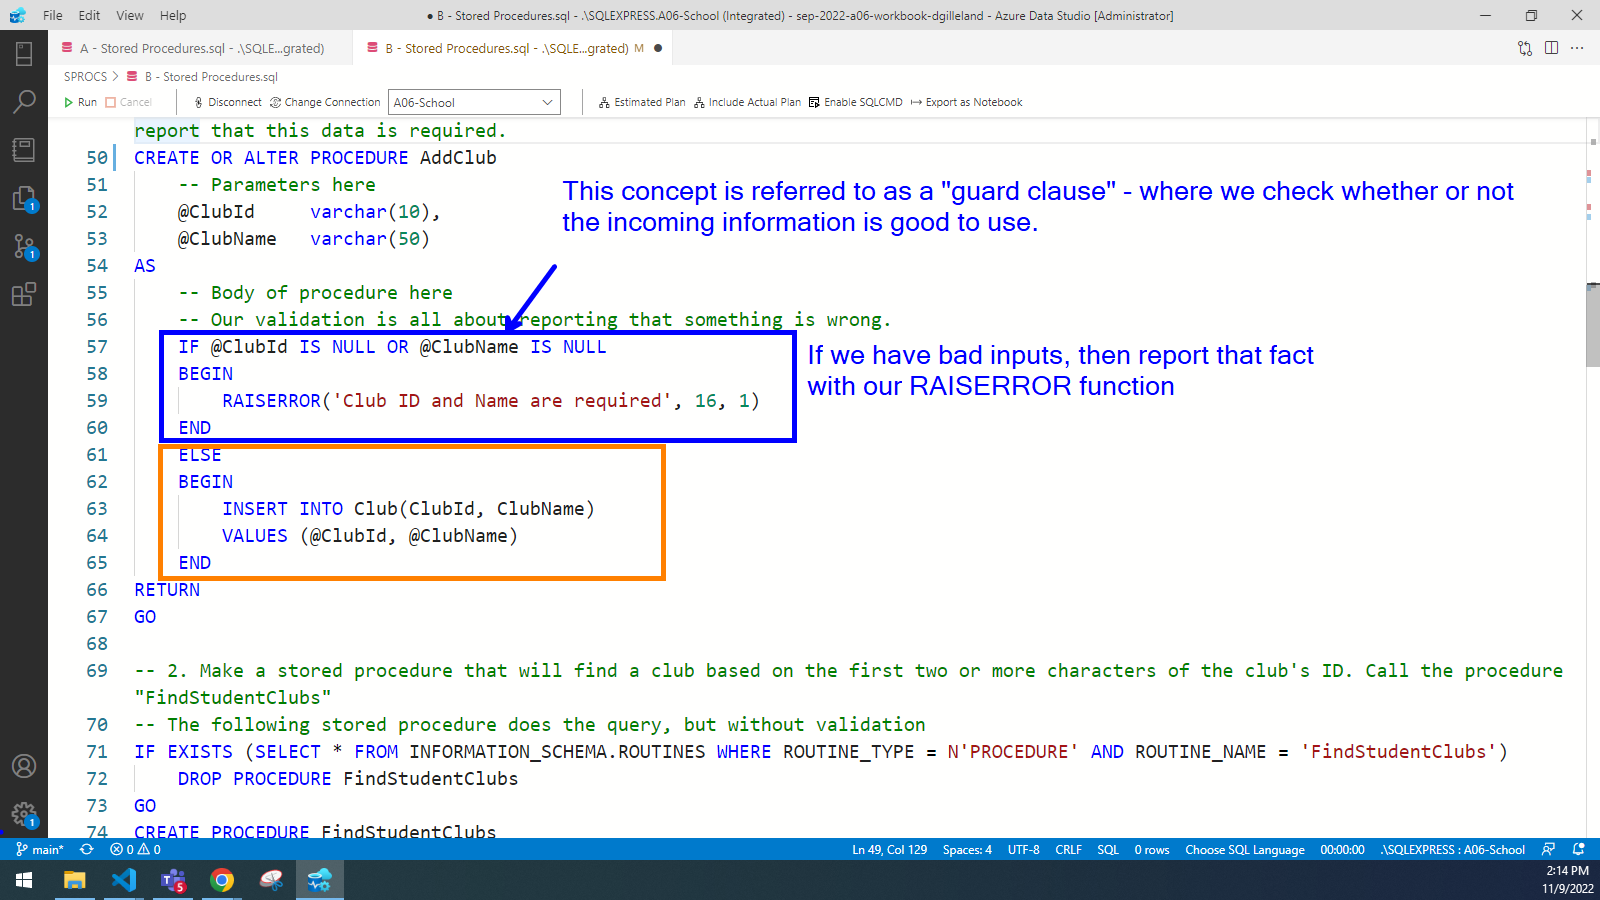 File Edit View Help
● B - Stored Procedures.sql - .\SQLEXPRESS.A06-School (Integrated) - sep-2022-a06-workbook-dgilleland - Azure Data Studio [Administrator]
A - Stored Procedures.sql - .\SQLE...grated)
B - Stored Procedures.sql - .\SQLE...grated) M ●
SPROCS > B - Stored Procedures.sql
Run Cancel Disconnect Change Connection A06-School Estimated Plan Include Actual Plan Enable SQLCMD Export as Notebook
report that this data is required.
50 CREATE OR ALTER PROCEDURE AddClub
51 -- Parameters here
This concept is referred to as a "guard clause" - where we check whether or not
the incoming information is good to use.
52 @ClubId varchar(10),
53 @ClubName varchar(50)
54 AS
55 -- Body of procedure here
56 -- Our validation is all about reporting that something is wrong.
57 IF @ClubId IS NULL OR @ClubName IS NULL
If we have bad inputs, then report that fact
with our RAISERROR function
58 BEGIN
59 RAISERROR('Club ID and Name are required', 16, 1)
60 END
61 ELSE
62 BEGIN
63 INSERT INTO Club(ClubId, ClubName)
64 VALUES (@ClubId, @ClubName)
65 END
66 RETURN
67 GO
68
69 -- 2. Make a stored procedure that will find a club based on the first two or more characters of the club's ID. Call the procedure
"FindStudentClubs"
70 -- The following stored procedure does the query, but without validation
71 IF EXISTS (SELECT * FROM INFORMATION_SCHEMA.ROUTINES WHERE ROUTINE_TYPE = N'PROCEDURE' AND ROUTINE_NAME = 'FindStudentClubs')
72 DROP PROCEDURE FindStudentClubs
73 GO
74 CREATE PROCEDURE FindStudentClubs
1
1
1
main* 0 0 Ln 49, Col 129 Spaces: 4 UTF-8 CRLF SQL 0 rows Choose SQL Language 00:00:00 .\SQLEXPRESS : A06-School
5
2:14 PM
11/9/2022